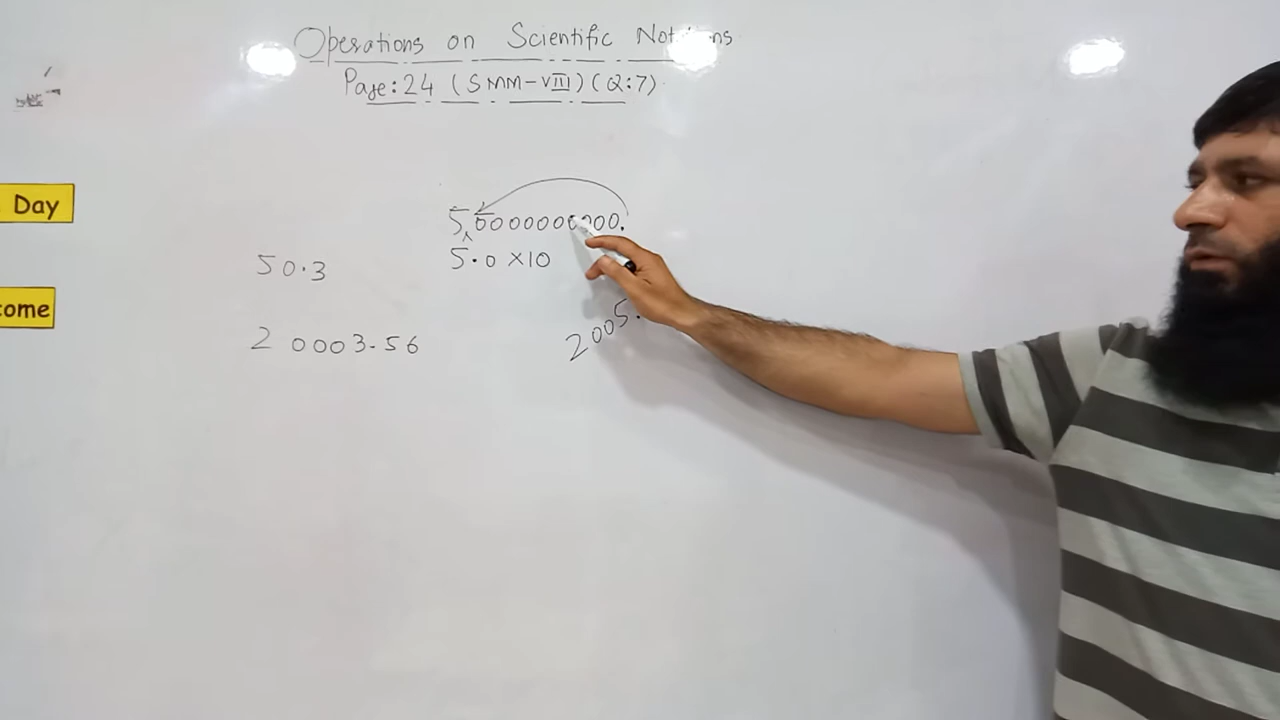 Operations on Scientific Notations
Page:24 (SMM-VIII)(Q:7)
Day
come
5.0000000000.
5.0 ×10
50.3
2005.
2 0003.56